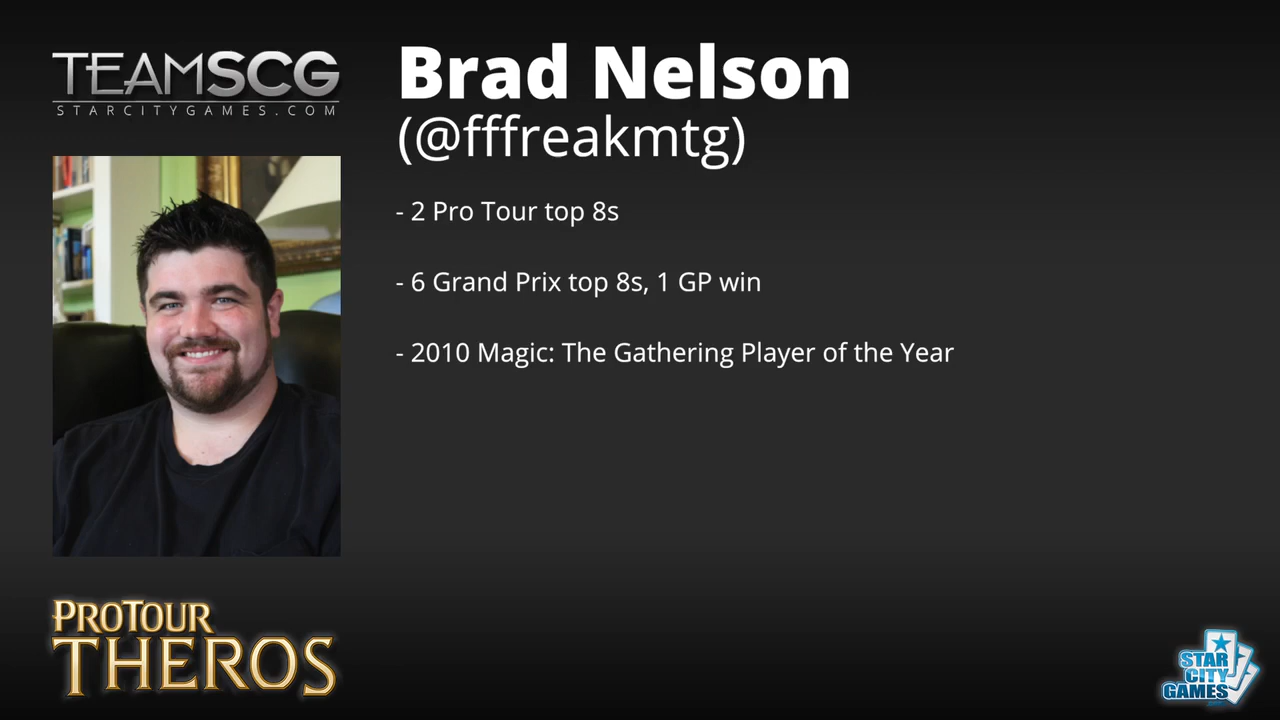 TEAMSCG
STARCITYGAMES.COM
Brad Nelson
(@fffreakmtg)
- 2 Pro Tour top 8s
- 6 Grand Prix top 8s, 1 GP win
- 2010 Magic: The Gathering Player of the Year
PROTOUR
THEROS
STAR
CITY
GAMES